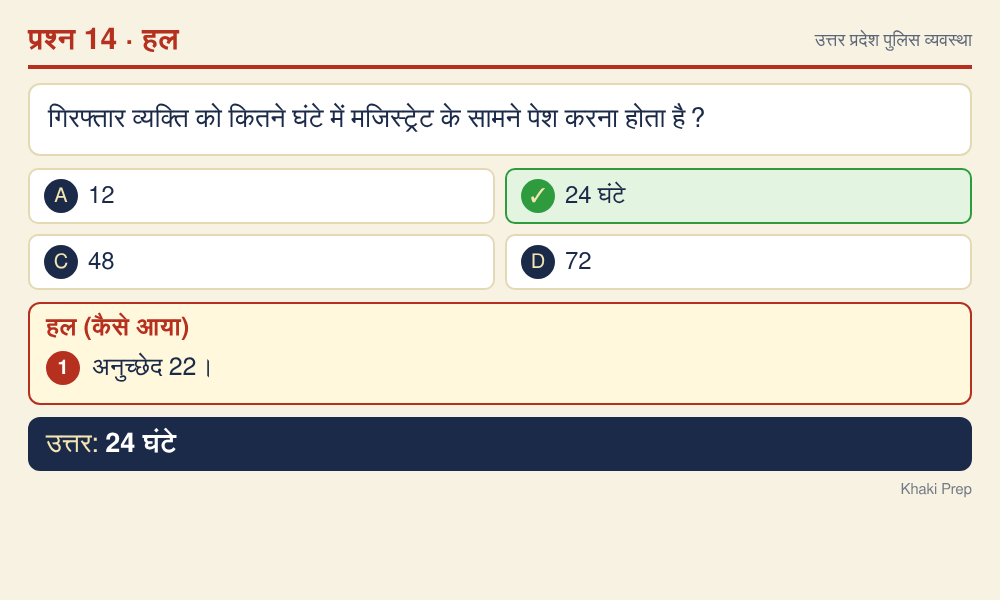 प्रश्न 14 · हल
उत्तर प्रदेश पुलिस व्यवस्था
गिरफ्तार व्यक्ति को कितने घंटे में मजिस्ट्रेट के सामने पेश करना होता है ?
A 12
✓ 24 घंटे
C 48
D 72
हल (कैसे आया)
1 अनुच्छेद 22।
उत्तर: 24 घंटे
Khaki Prep